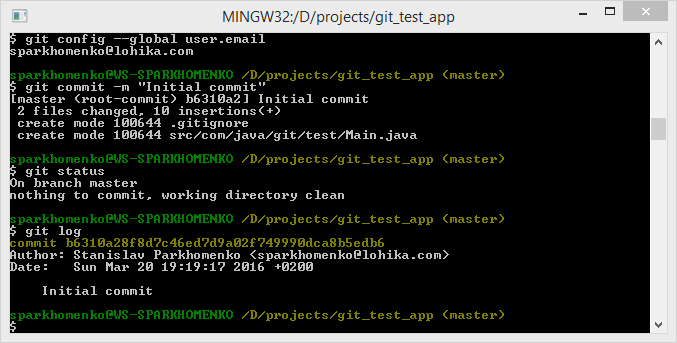 MINGW32:/D/projects/git_test_app
$ git config --global user.email
sparkhomenko@lohika.com
sparkhomenko@WS-SPARKHOMENKO /D/projects/git_test_app (master)
$ git commit -m "Initial commit"
[master (root-commit) b6310a2] Initial commit
 2 files changed, 10 insertions(+)
 create mode 100644 .gitignore
 create mode 100644 src/com/java/git/test/Main.java
sparkhomenko@WS-SPARKHOMENKO /D/projects/git_test_app (master)
$ git status
On branch master
nothing to commit, working directory clean
sparkhomenko@WS-SPARKHOMENKO /D/projects/git_test_app (master)
$ git log
commit b6310a28f8d7c46ed7d9a02f749990dca8b5edb6
Author: Stanislav Parkhomenko <sparkhomenko@lohika.com>
Date:   Sun Mar 20 19:19:17 2016 +0200
    Initial commit
sparkhomenko@WS-SPARKHOMENKO /D/projects/git_test_app (master)
$